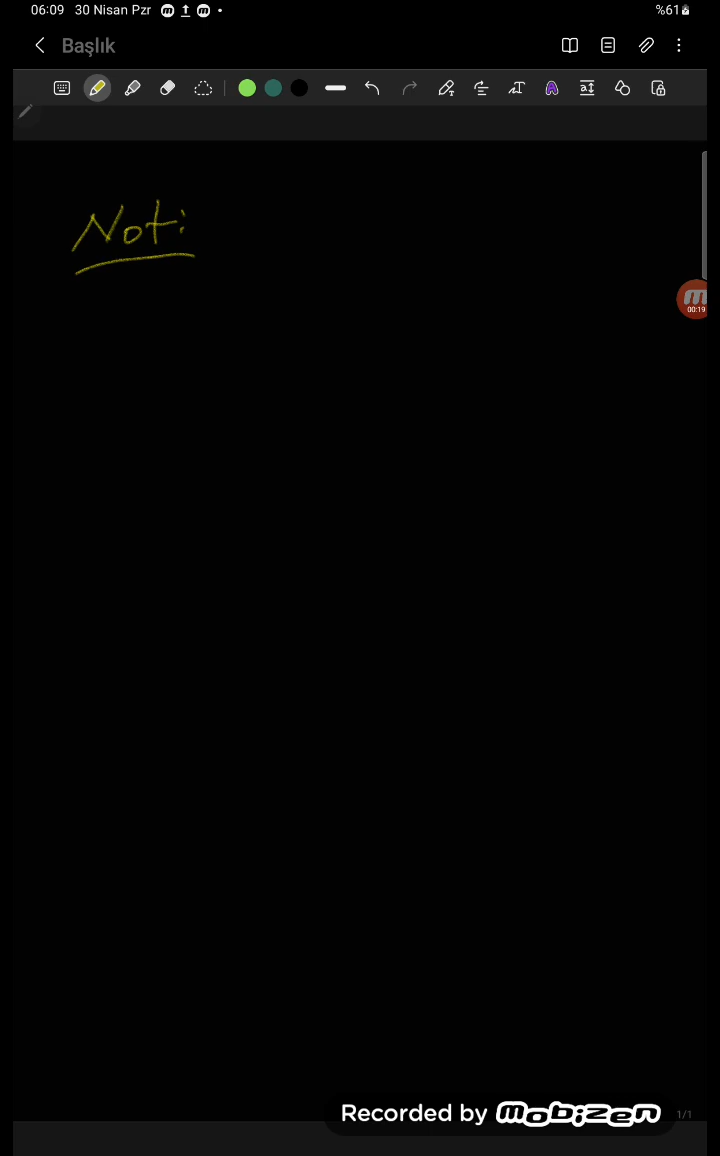 06:09 30 Nisan Pzr %61
Başlık
Not:
00:19
Recorded by mobizen
1/1